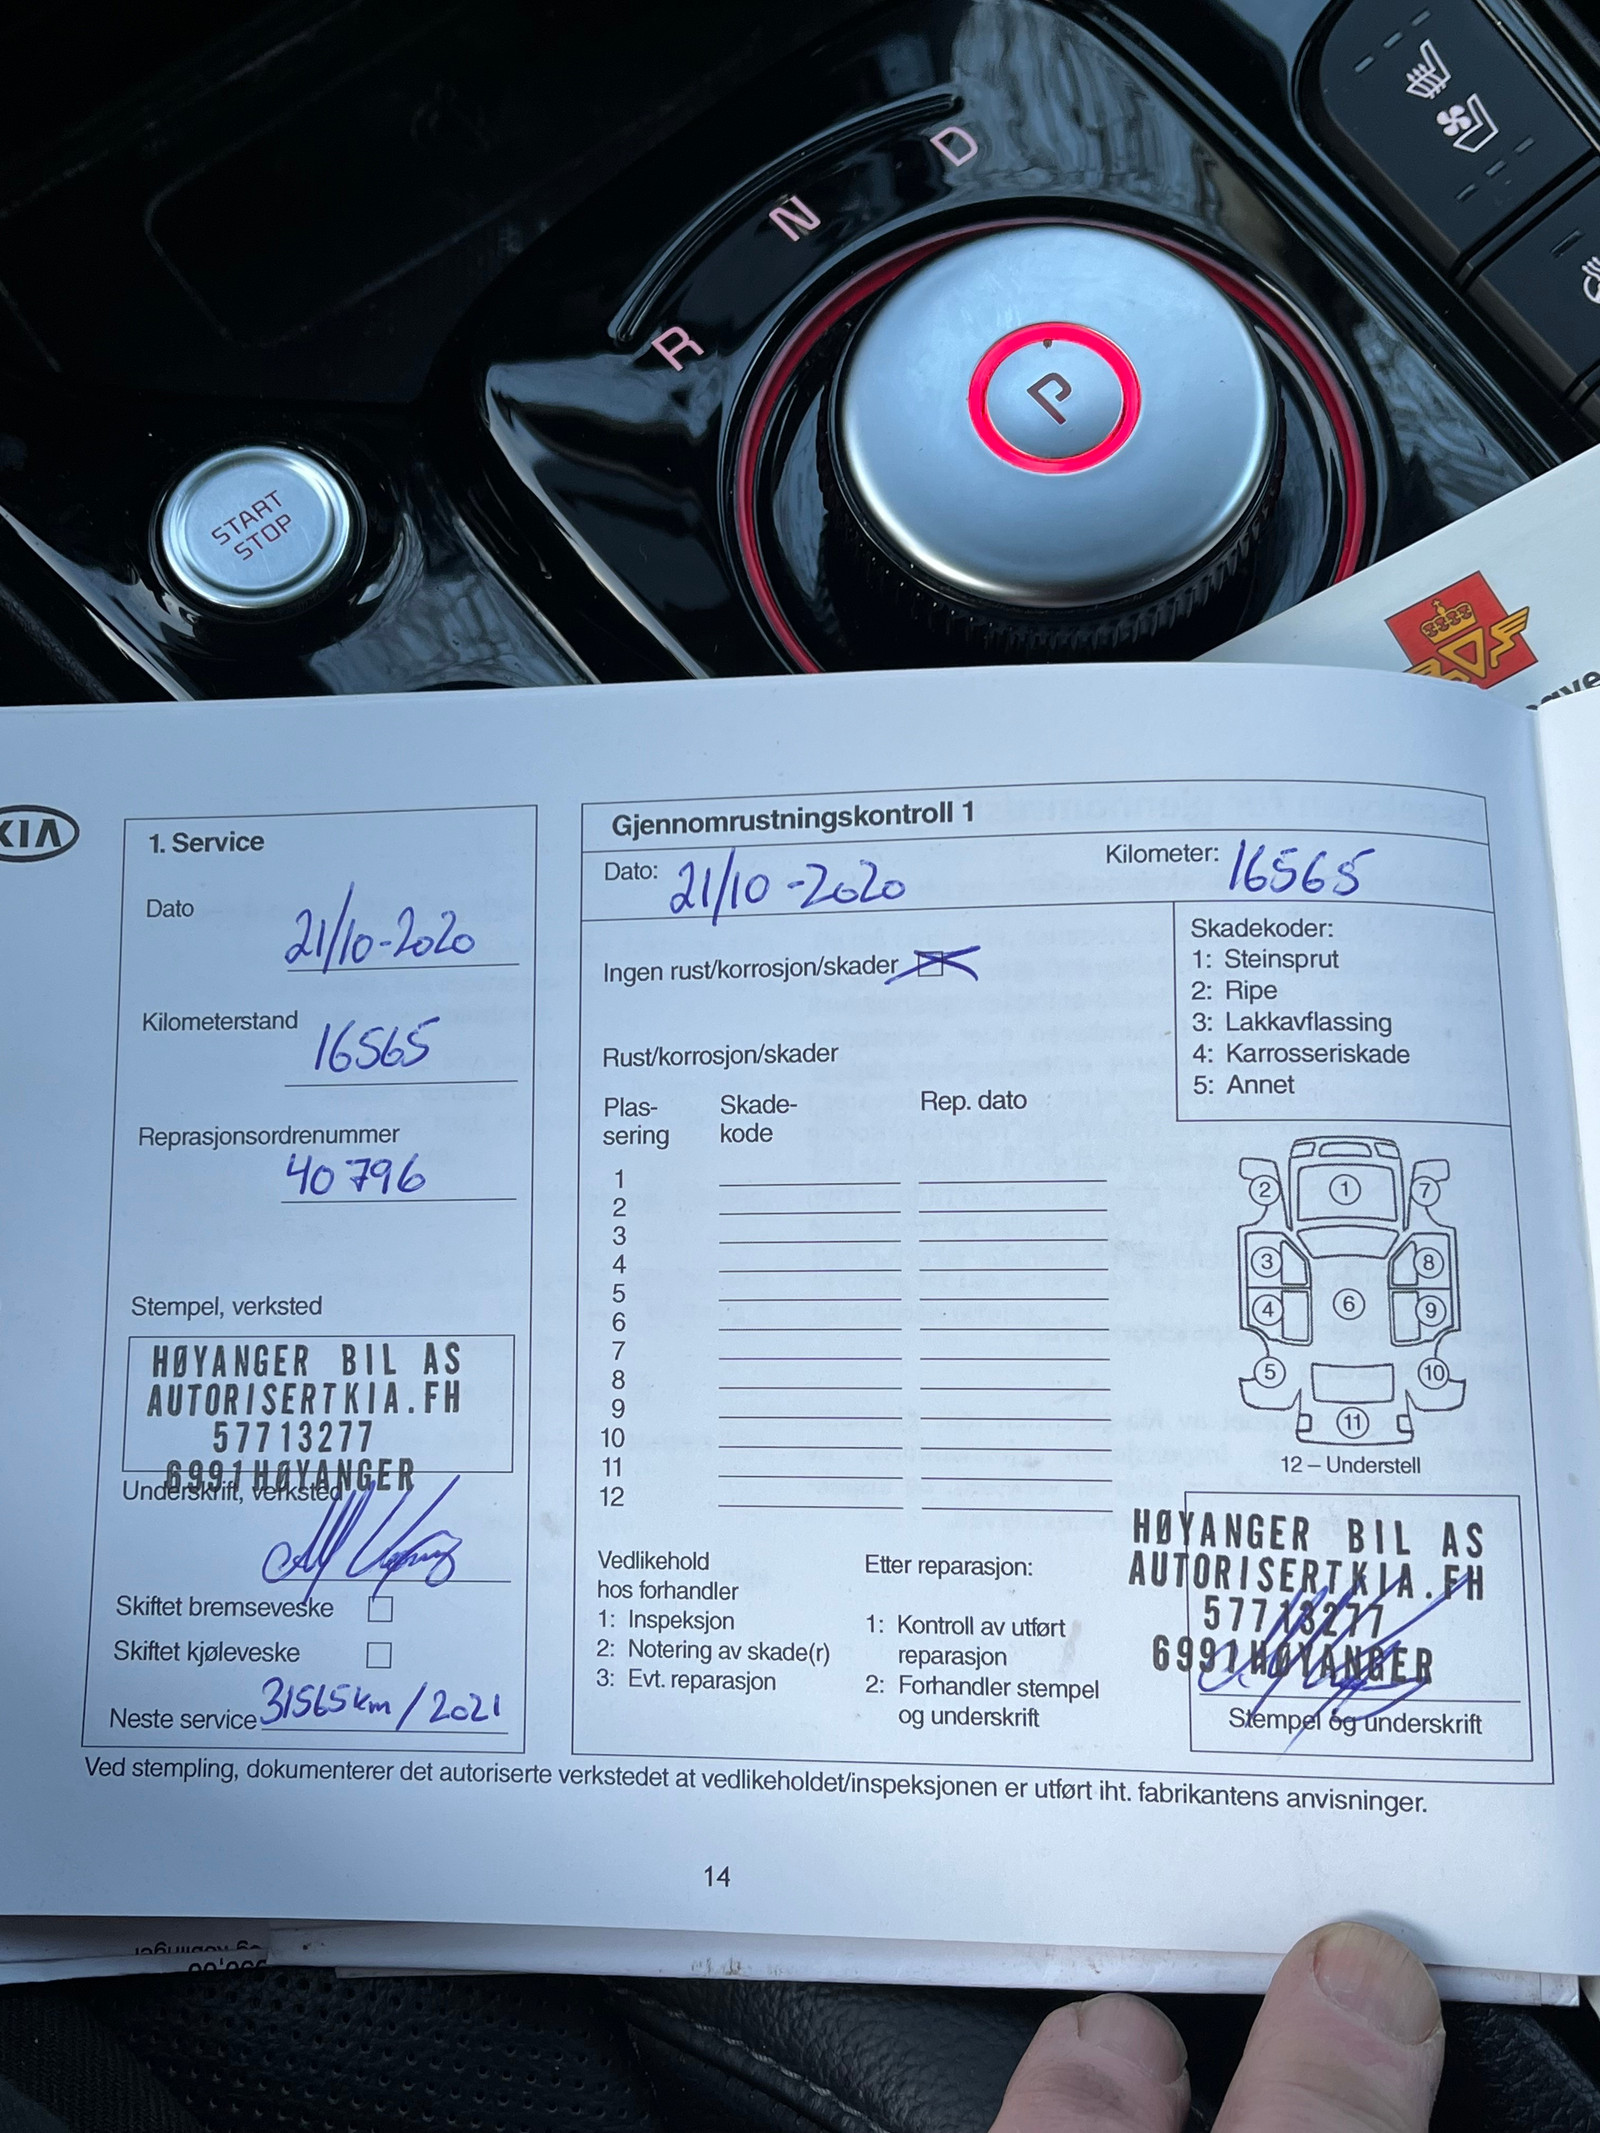 D
N
R
P
START
STOP
KIA
1. Service
Dato
21/10-2020
Kilometerstand
16565
Reprasjonsordrenummer
40796
Stempel, verksted
HØYANGER BIL AS
AUTORISERTKIA.FH
57713277
6991HØYANGER
Underskrift, verksted
Skiftet bremseveske
Skiftet kjøleveske
Neste service 31565km/2021
Gjennomrustningskontroll 1
Dato: 21/10-2020 Kilometer: 16565
Ingen rust/korrosjon/skader
Skadekoder:
1: Steinsprut
2: Ripe
3: Lakkavflassing
4: Karrosseriskade
5: Annet
Rust/korrosjon/skader
Plas- Skade- Rep. dato
sering kode
1
2
3
4
5
6
7
8
9
10
11
12
2 1 7
3 8
4 6 9
5 10
11
12 – Understell
Vedlikehold
hos forhandler
1: Inspeksjon
2: Notering av skade(r)
3: Evt. reparasjon
Etter reparasjon:
1: Kontroll av utført
reparasjon
2: Forhandler stempel
og underskrift
HØYANGER BIL AS
AUTORISERTKIA.FH
57713277
6991HØYANGER
Stempel og underskrift
Ved stempling, dokumenterer det autoriserte verkstedet at vedlikeholdet/inspeksjonen er utført iht. fabrikantens anvisninger.
14